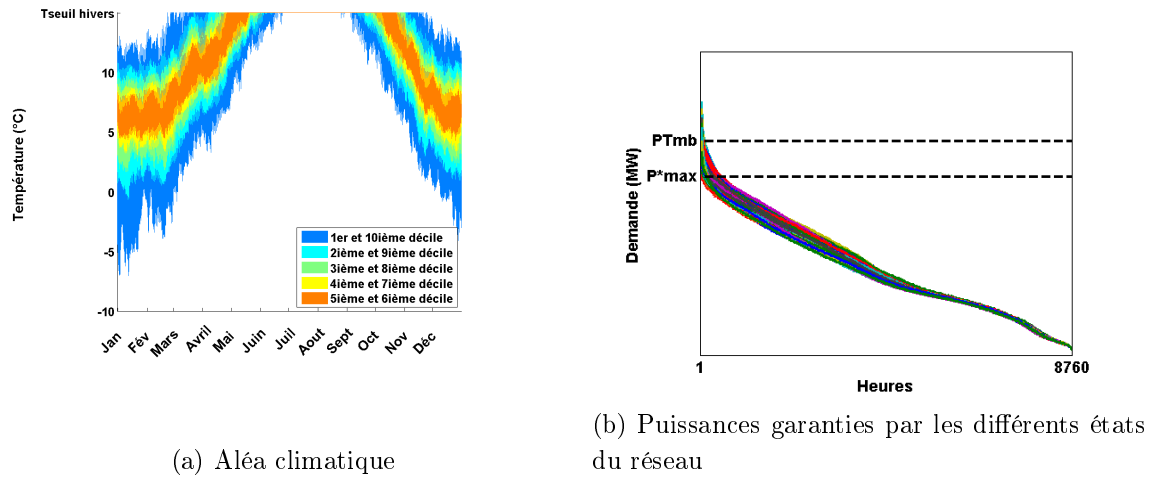 Tseuil hivers
10
5
0
-5
-10
Température (°C)
Jan
Fév
Mars
Avril
Mai
Juin
Juil
Aout
Sept
Oct
Nov
Déc
1er et 10ième décile
2ième et 9ième décile
3ième et 8ième décile
4ième et 7ième décile
5ième et 6ième décile
(a) Aléa climatique
PTmb
P*max
Demande (MW)
1
8760
Heures
(b) Puissances garanties par les différents états
du réseau